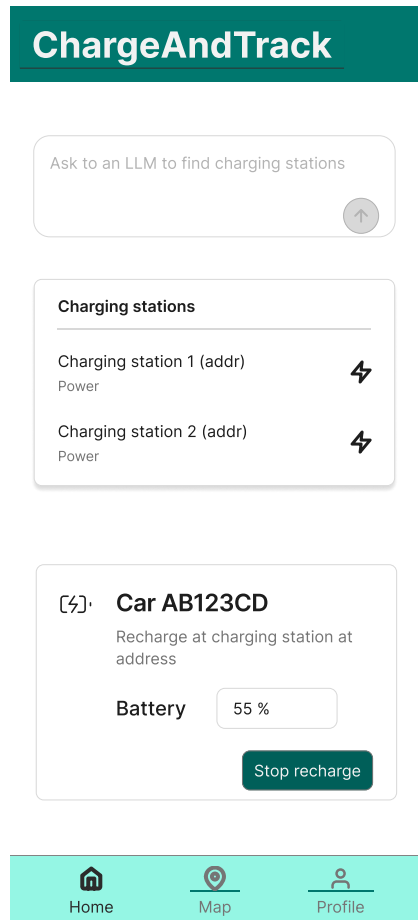 ChargeAndTrack
Ask to an LLM to find charging stations
Charging stations
Charging station 1 (addr)
Power
Charging station 2 (addr)
Power
Car AB123CD
Recharge at charging station at
address
Battery
55 %
Stop recharge
Home
Map
Profile